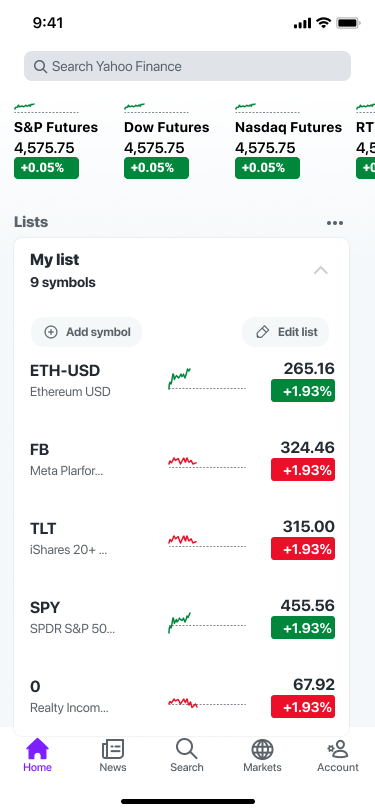 9:41
Search Yahoo Finance
S&P Futures Dow Futures Nasdaq Futures RT
4,575.75 4,575.75 4,575.75 4,5
+0.05% +0.05% +0.05% +0.
Lists
My list
9 symbols
Add symbol Edit list
ETH-USD 265.16
Ethereum USD +1.93%
FB 324.46
Meta Plarfor... +1.93%
TLT 315.00
iShares 20+ ... +1.93%
SPY 455.56
SPDR S&P 50... +1.93%
0 67.92
Realty Incom... +1.93%
Home News Search Markets Account